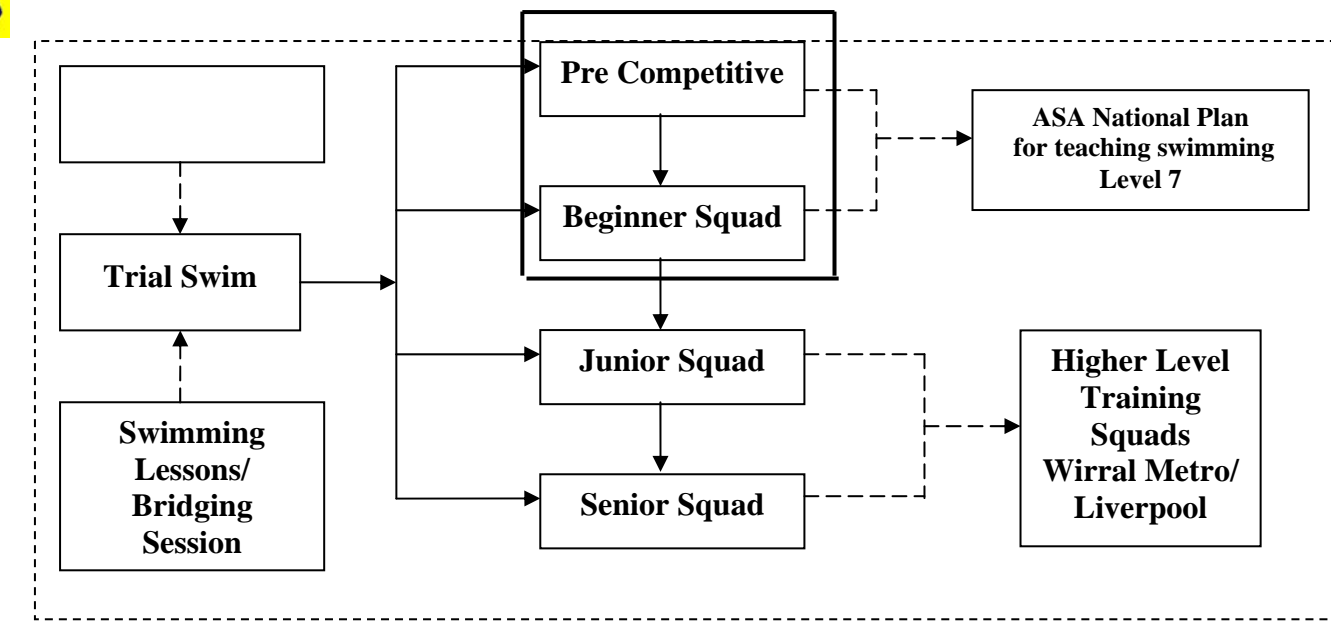 Pre Competitive
ASA National Plan
for teaching swimming
Level 7
Beginner Squad
Trial Swim
Junior Squad
Higher Level
Training
Squads
Wirral Metro/
Liverpool
Swimming
Lessons/
Bridging
Session
Senior Squad